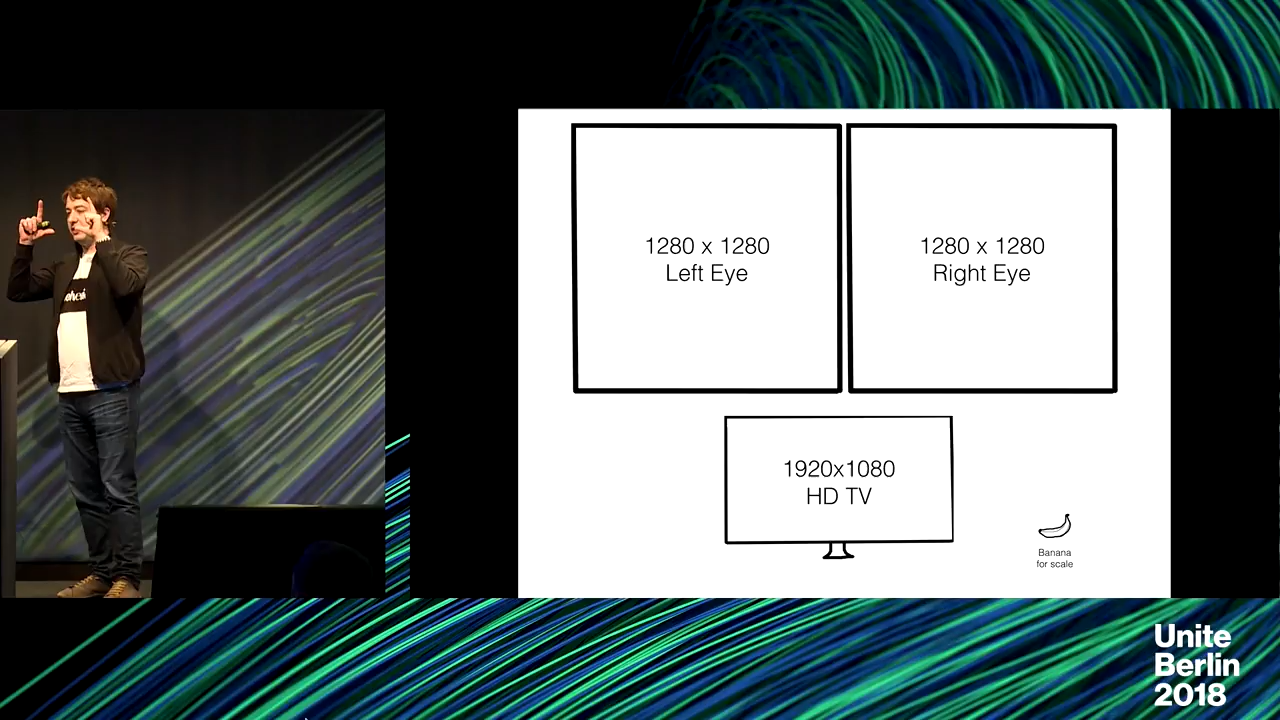 1280 x 1280
Left Eye
1280 x 1280
Right Eye
1920x1080
HD TV
Banana
for scale
Unite
Berlin
2018